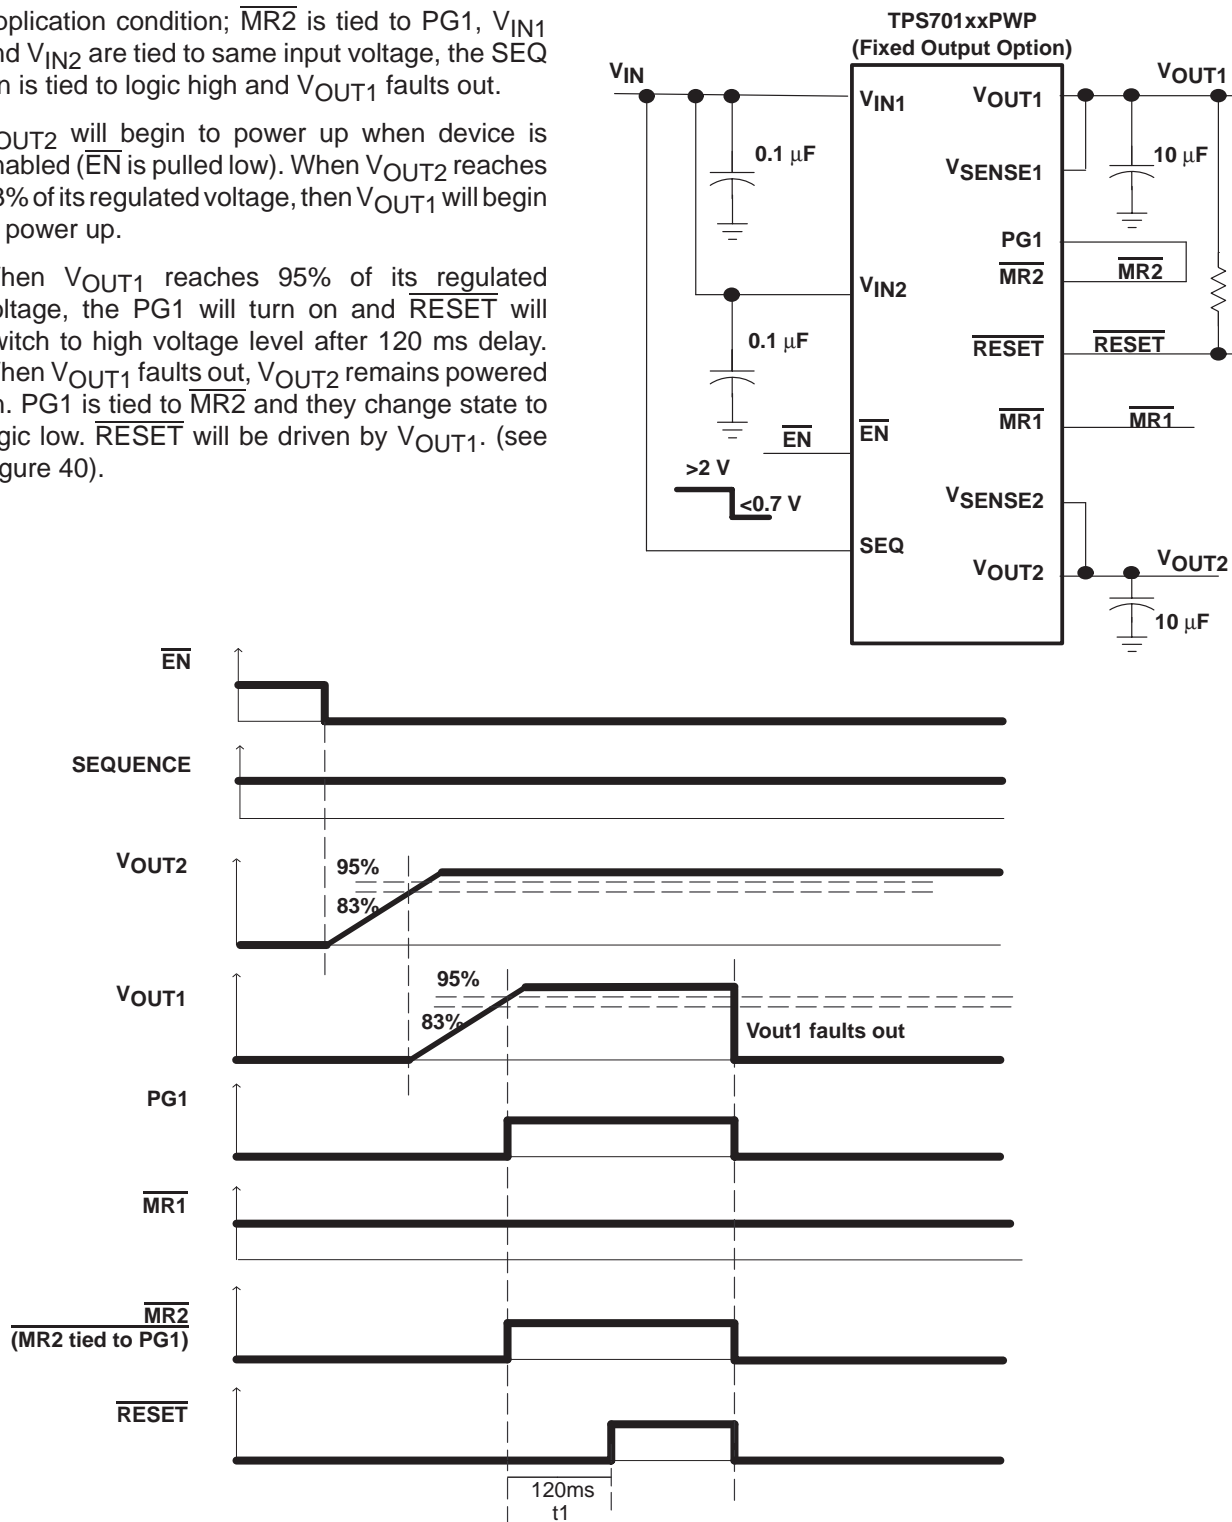 pplication condition; MR2 is tied to PG1, VIN1
nd VIN2 are tied to same input voltage, the SEQ
n is tied to logic high and VOUT1 faults out.
OUT2 will begin to power up when device is
nabled (EN is pulled low). When VOUT2 reaches
3% of its regulated voltage, then VOUT1 will begin
power up.
hen VOUT1 reaches 95% of its regulated
oltage, the PG1 will turn on and RESET will
witch to high voltage level after 120 ms delay.
hen VOUT1 faults out, VOUT2 remains powered
n. PG1 is tied to MR2 and they change state to
gic low. RESET will be driven by VOUT1. (see
gure 40).
TPS701xxPWP
(Fixed Output Option)
VIN
VIN1
VOUT1
VOUT1
0.1 µF
VSENSE1
10 µF
PG1
MR2
MR2
VIN2
0.1 µF
RESET
RESET
EN
EN
MR1
MR1
>2 V
<0.7 V
VSENSE2
SEQ
VOUT2
VOUT2
10 µF
EN
SEQUENCE
VOUT2
95%
83%
VOUT1
95%
83%
Vout1 faults out
PG1
MR1
MR2
(MR2 tied to PG1)
RESET
120ms
t1